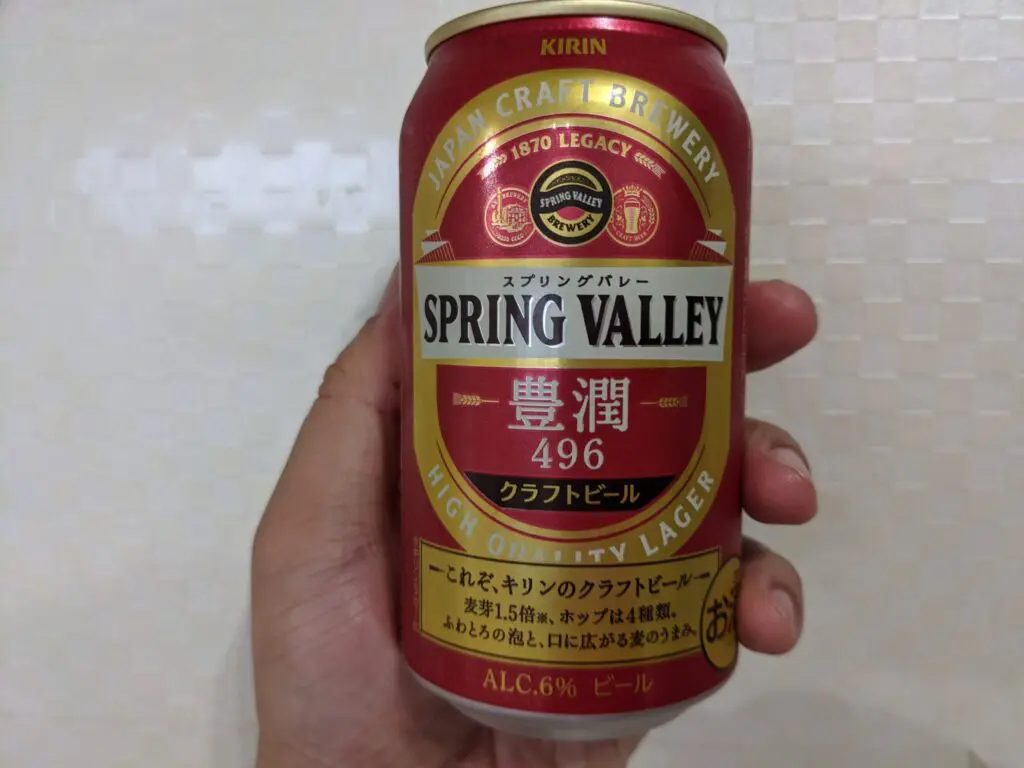 KIRIN
JAPAN CRAFT BREWERY
1870 LEGACY
SPRING VALLEY
BREWERY
CRAFT BEER
スプリングバレー
SPRING VALLEY
豊潤
496
クラフトビール
HIGH QUALITY LAGER
これぞ、キリンのクラフトビール
麦芽1.5倍※、ホップは4種類。
ふわとろの泡と、口に広がる麦のうまみ。
ALC.6% ビール